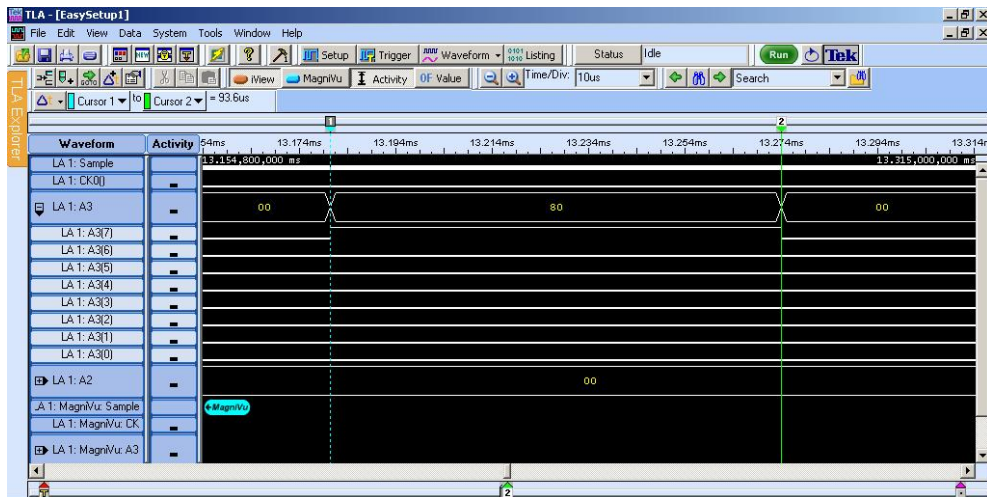 TLA - [EasySetup1]
File Edit View Data System Tools Window Help
NEW Setup Trigger Waveform 0101 1010 Listing Status Idle Run Tek
GOTO iView MagniVu Activity 0F Value Time/Div: 10us Search
Cursor 1 to Cursor 2 = 93.6us
TLA Explorer
1 2
Waveform Activity 54ms 13.174ms 13.194ms 13.214ms 13.234ms 13.254ms 13.274ms 13.294ms 13.314m
LA 1: Sample 13.154,800,000 ms 13.315,000,000 ms
LA 1: CK0()
LA 1: A3 00 80 00
LA 1: A3(7)
LA 1: A3(6)
LA 1: A3(5)
LA 1: A3(4)
LA 1: A3(3)
LA 1: A3(2)
LA 1: A3(1)
LA 1: A3(0)
LA 1: A2 00
.A 1: MagniVu: Sample MagniVu
LA 1: MagniVu: CK
LA 1: MagniVu: A3
T 2